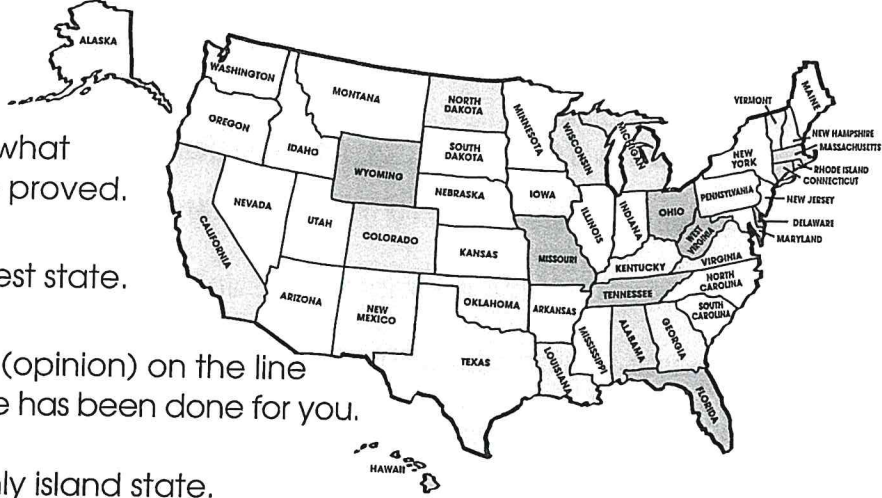 ALASKA
WASHINGTON
MONTANA
NORTH
DAKOTA
MINNESOTA
VERMONT
MAINE
OREGON
IDAHO
WYOMING
SOUTH
DAKOTA
WISCONSIN
MICHIGAN
NEW
YORK
NEW HAMPSHIRE
MASSACHUSETTS
RHODE ISLAND
CONNECTICUT
what
proved.
NEVADA
UTAH
COLORADO
NEBRASKA
IOWA
ILLINOIS
INDIANA
OHIO
PENNSYLVANIA
NEW JERSEY
DELAWARE
MARYLAND
CALIFORNIA
KANSAS
MISSOURI
KENTUCKY
WEST
VIRGINIA
VIRGINIA
est state.
ARIZONA
NEW
MEXICO
OKLAHOMA
ARKANSAS
TENNESSEE
NORTH
CAROLINA
SOUTH
CAROLINA
TEXAS
LOUISIANA
MISSISSIPPI
ALABAMA
GEORGIA
FLORIDA
(opinion) on the line
e has been done for you.
HAWAII
ly island state.